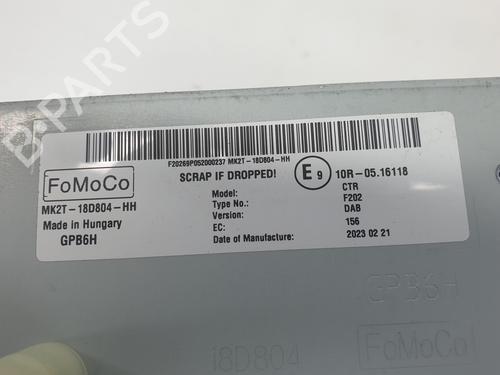 F20269P052000237 MK2T-18D804-HH
FoMoCo
SCRAP IF DROPPED!
E9
10R-05.16118
MK2T-18D804-HH
Made in Hungary
GPB6H
Model: CTR
Type No.: F202
Version: DAB
EC: 156
Date of Manufacture: 2023 02 21
GPB6H
18D804
FoMoCo
B-PARTS